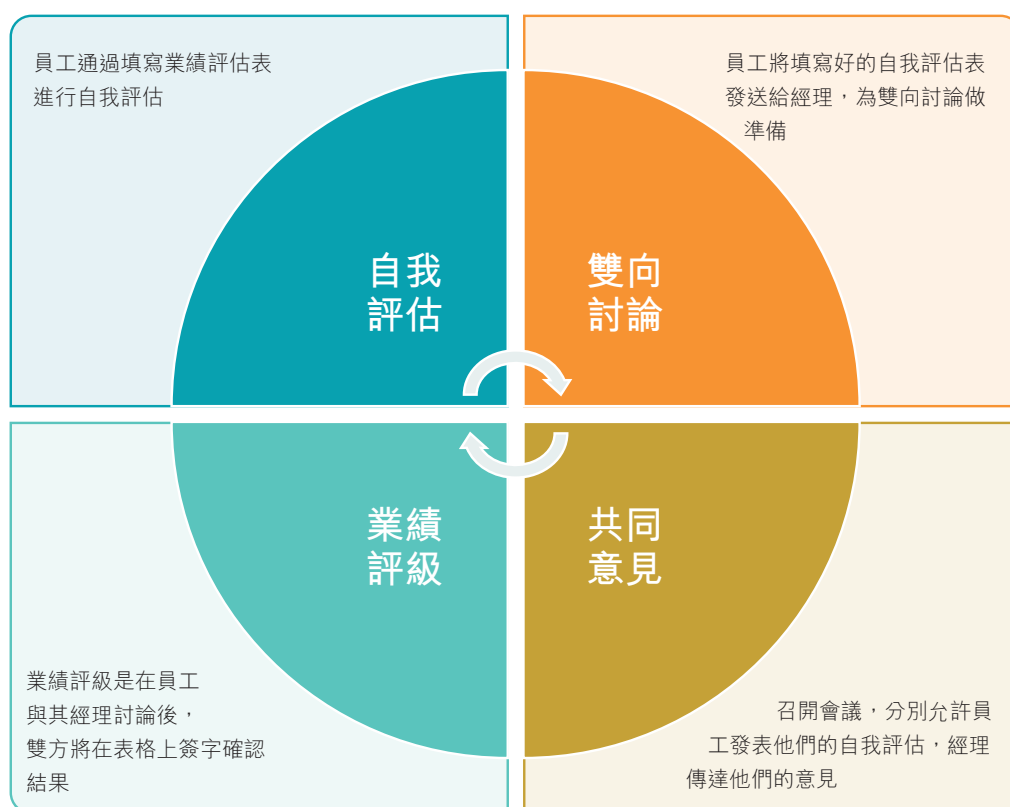 員工通過填寫業績評估表
進行自我評估
員工將填寫好的自我評估表
發送給經理，為雙向討論做
準備
自我
評估
雙向
討論
業績
評級
共同
意見
業績評級是在員工
與其經理討論後，
雙方將在表格上簽字確認
結果
召開會議，分別允許員
工發表他們的自我評估，經理
傳達他們的意見